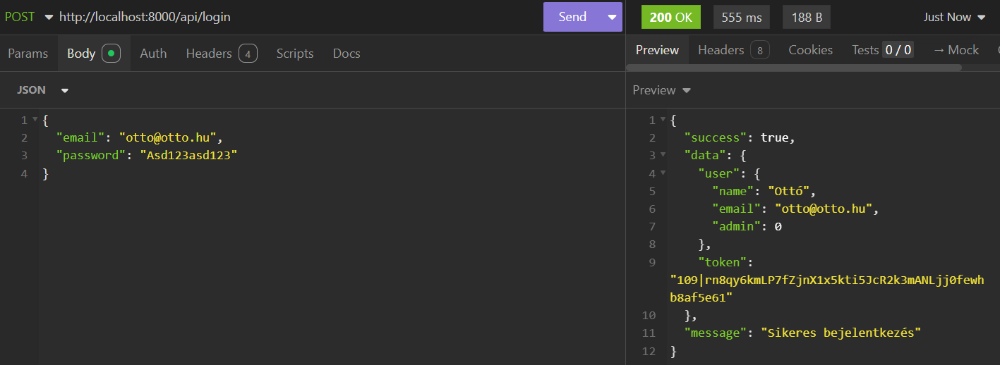 POST http://localhost:8000/api/login Send
Params Body Auth Headers 4 Scripts Docs
JSON
1 {
2 "email": "otto@otto.hu",
3 "password": "Asd123asd123"
4 }
200 OK 555 ms 188 B Just Now
Preview Headers 8 Cookies Tests 0 / 0 → Mock
Preview
1 {
2 "success": true,
3 "data": {
4 "user": {
5 "name": "Ottó",
6 "email": "otto@otto.hu",
7 "admin": 0
8 },
9 "token":
"109|rn8qy6kmLP7fZjnX1x5kti5JcR2k3mANLjj0fewh
b8af5e61"
10 },
11 "message": "Sikeres bejelentkezés"
12 }